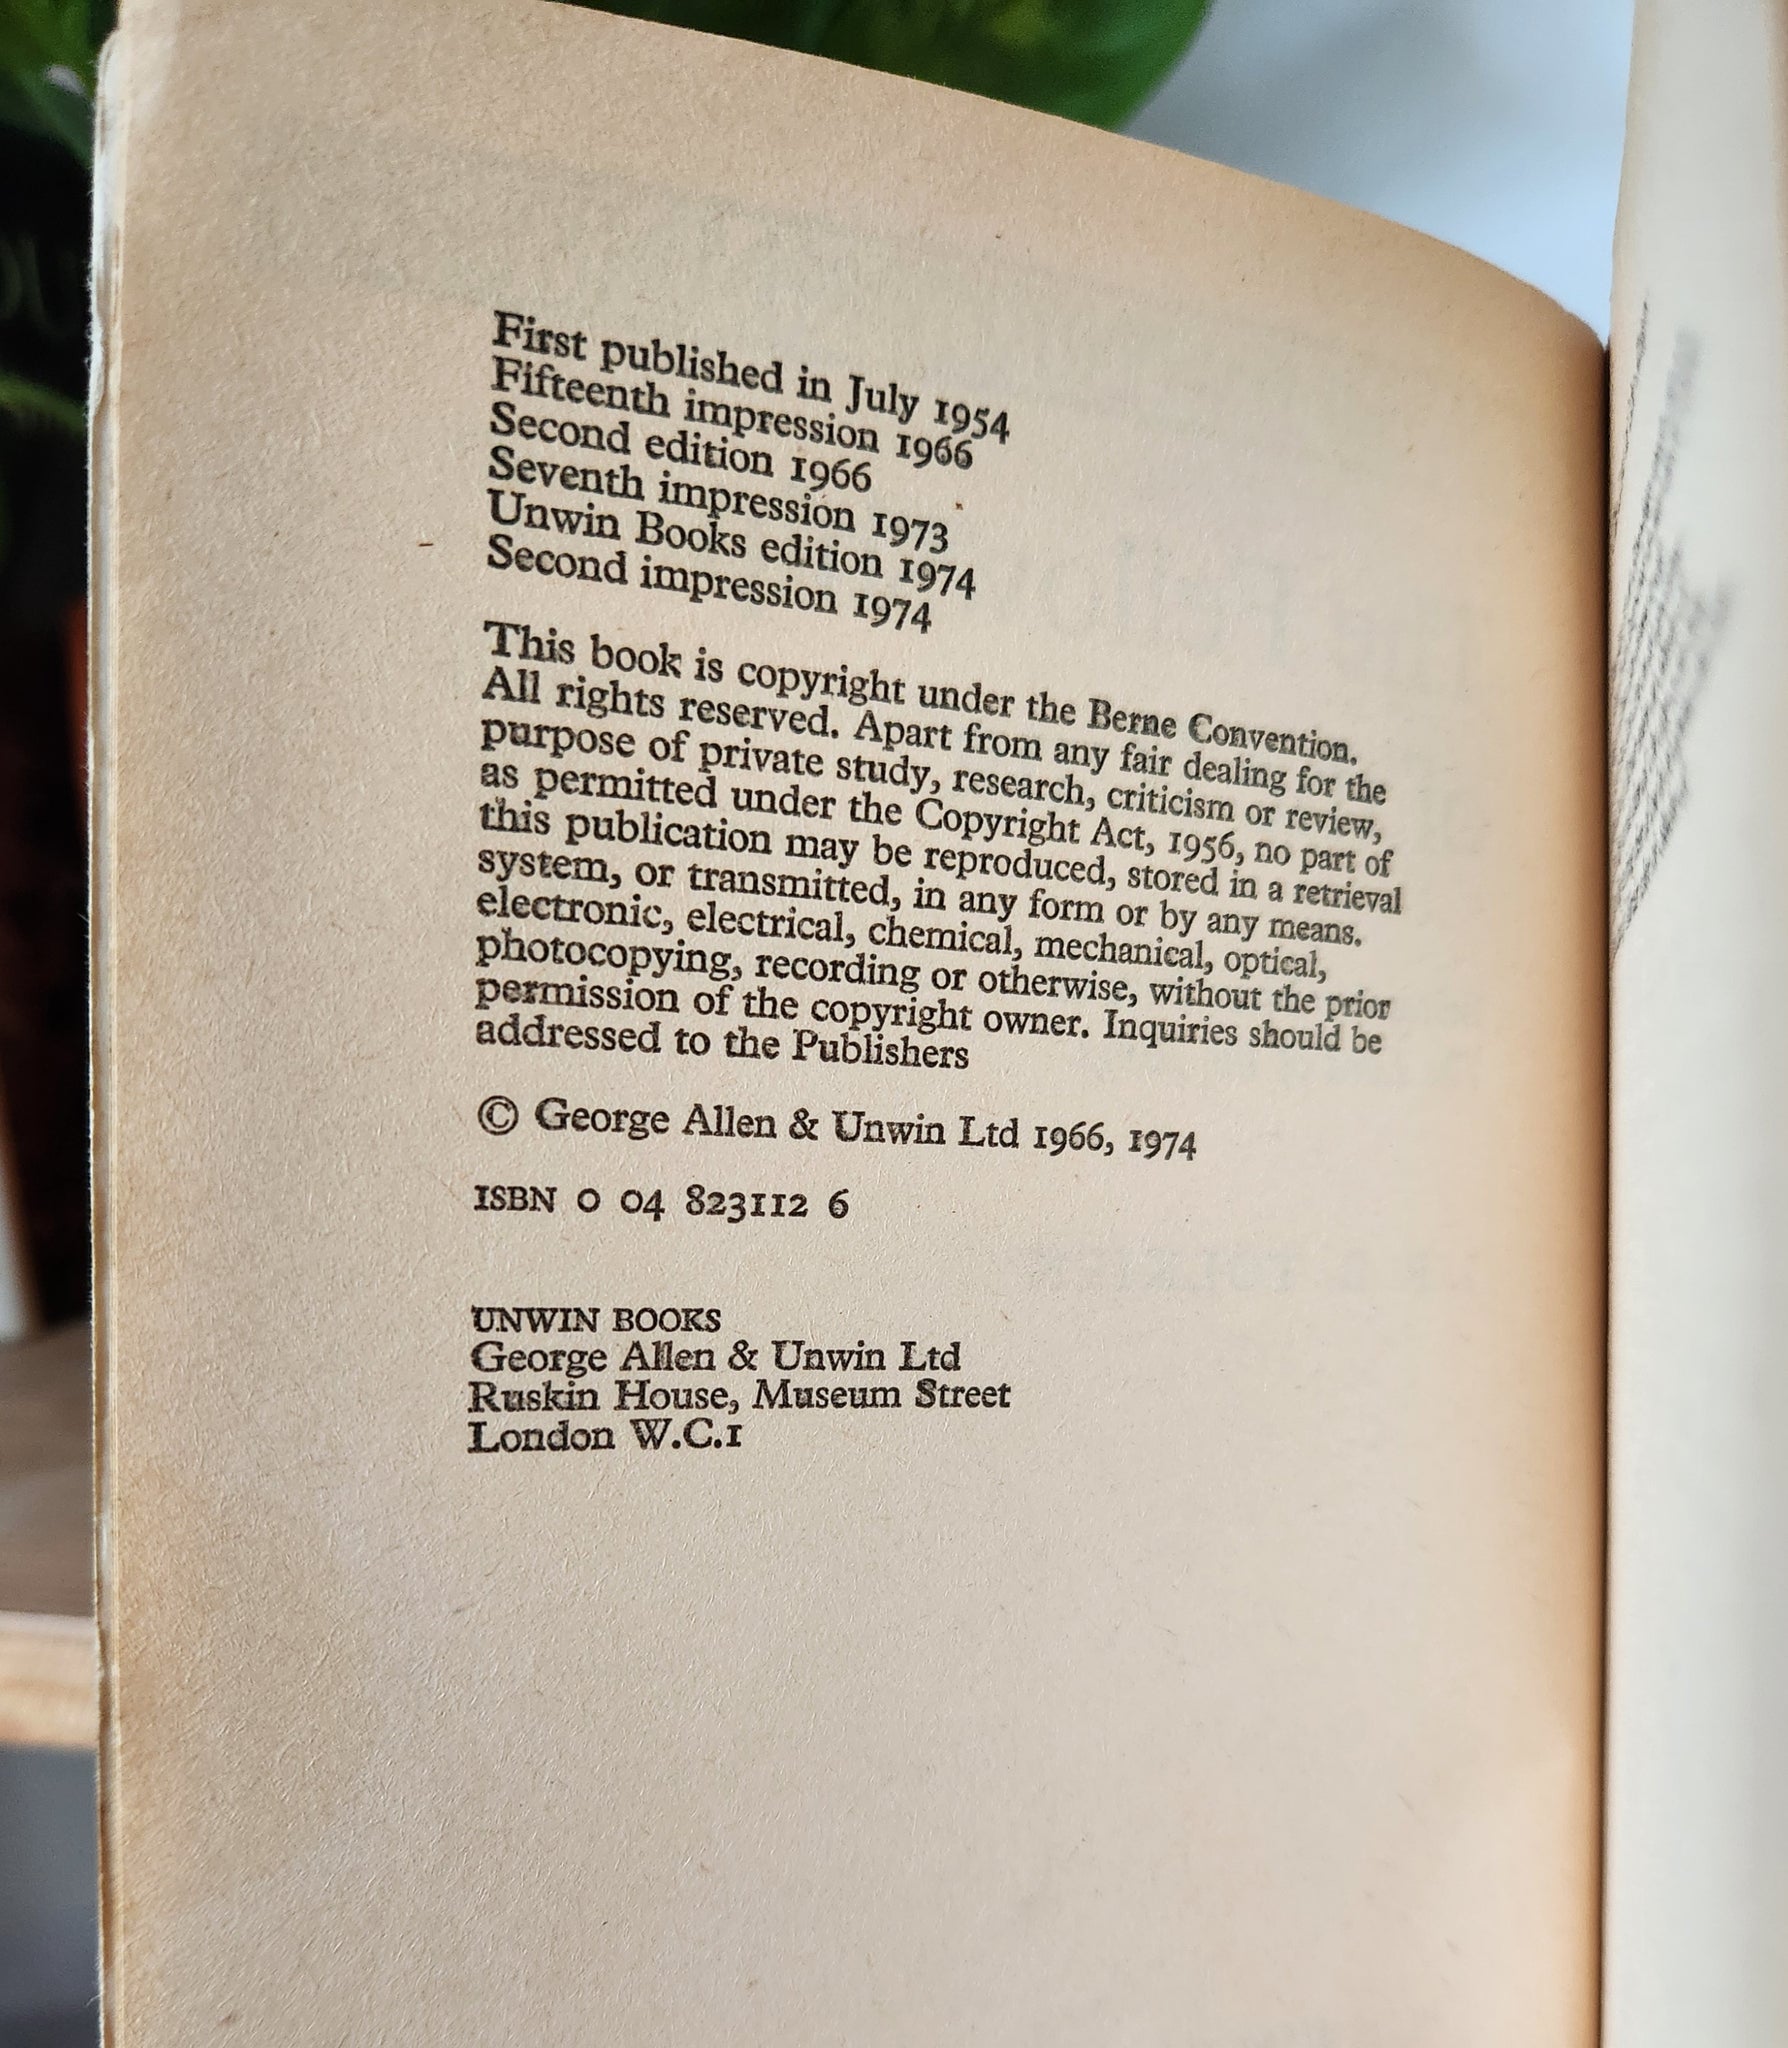 First published in July 1954
Fifteenth impression 1966
Second edition 1966
Seventh impression 1973
Unwin Books edition 1974
Second impression 1974
This book is copyright under the Berne Convention.
All rights reserved. Apart from any fair dealing for the
purpose of private study, research, criticism or review,
as permitted under the Copyright Act, 1956, no part of
this publication may be reproduced, stored in a retrieval
system, or transmitted, in any form or by any means.
electronic, electrical, chemical, mechanical, optical,
photocopying, recording or otherwise, without the prior
permission of the copyright owner. Inquiries should be
addressed to the Publishers
© George Allen & Unwin Ltd 1966, 1974
ISBN 0 04 823112 6
UNWIN BOOKS
George Allen & Unwin Ltd
Ruskin House, Museum Street
London W.C.1